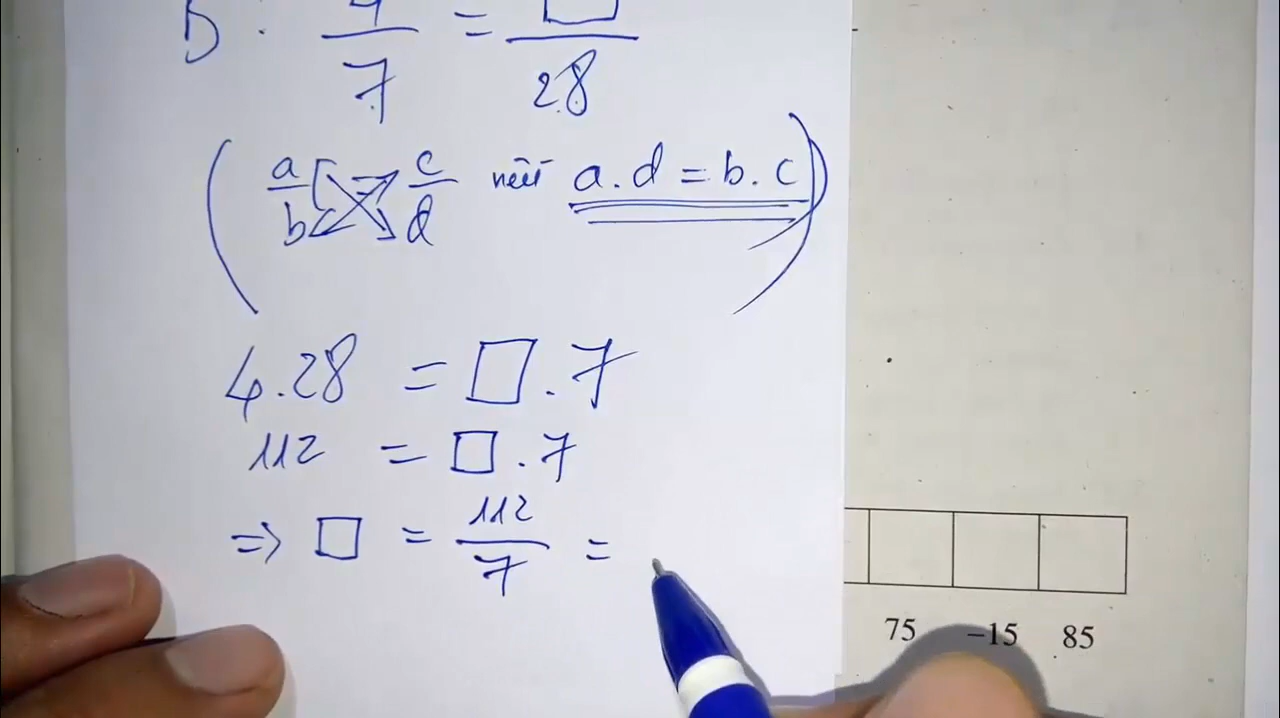 Đ: 4/7 = □/28
( a/b = c/d nếu a.d = b.c )
4.28 = □.7
112 = □.7
=> □ = 112/7 =
75 –15 85